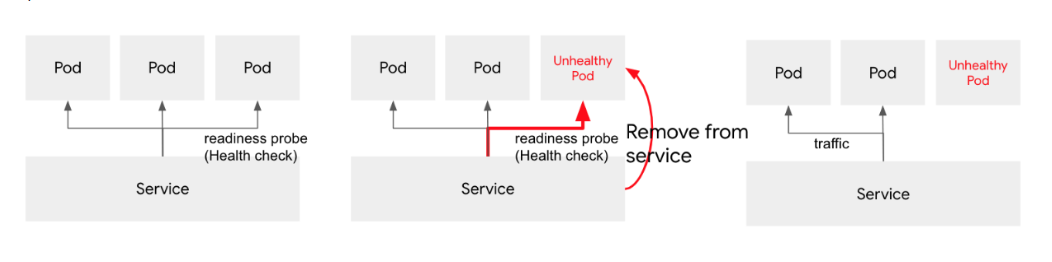 Pod
Pod
Pod
readiness probe
(Health check)
Service
Pod
Pod
Unhealthy
Pod
readiness probe
(Health check)
Remove from
service
Service
Pod
Pod
Unhealthy
Pod
traffic
Service